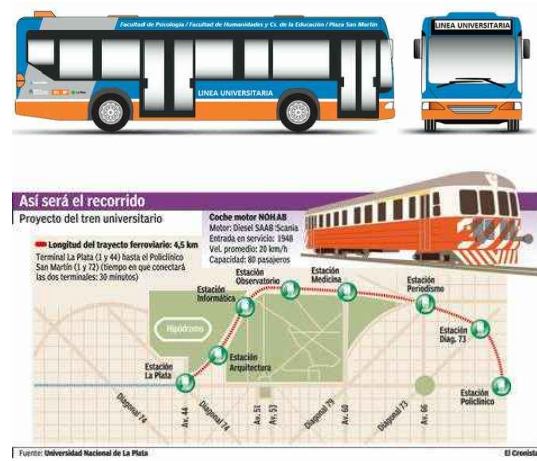 Facultad de Psicología / Facultad de Humanidades y Cs. de la Educación / Plaza San Martín
LINEA UNIVERSITARIA
LINEA UNIVERSITARIA
Así será el recorrido
Proyecto del tren universitario
Coche motor NOHAB
Motor: Diesel SAAB Scania
Entrada en servicio: 1948
Vel. promedio: 20 km/h
Capacidad: 80 pasajeros
Longitud del trayecto ferroviario: 4,5 km
Terminal La Plata (1 y 44) hasta el Policlínico
San Martín (1 y 72) (tiempo en que conectará
las dos terminales: 30 minutos)
Estación
Observatorio
Estación
Medicina
Estación
Periodismo
Estación
Informática
Hipódromo
Estación
Diag. 73
Estación
La Plata
Estación
Arquitectura
Estación
Policlínico
Diagonal 74
Av. 44
Diagonal 74
Av. 51
Av. 53
Diagonal 79
Av. 60
Diagonal 73
Av. 66
Fuente: Universidad Nacional de La Plata
El Cronista